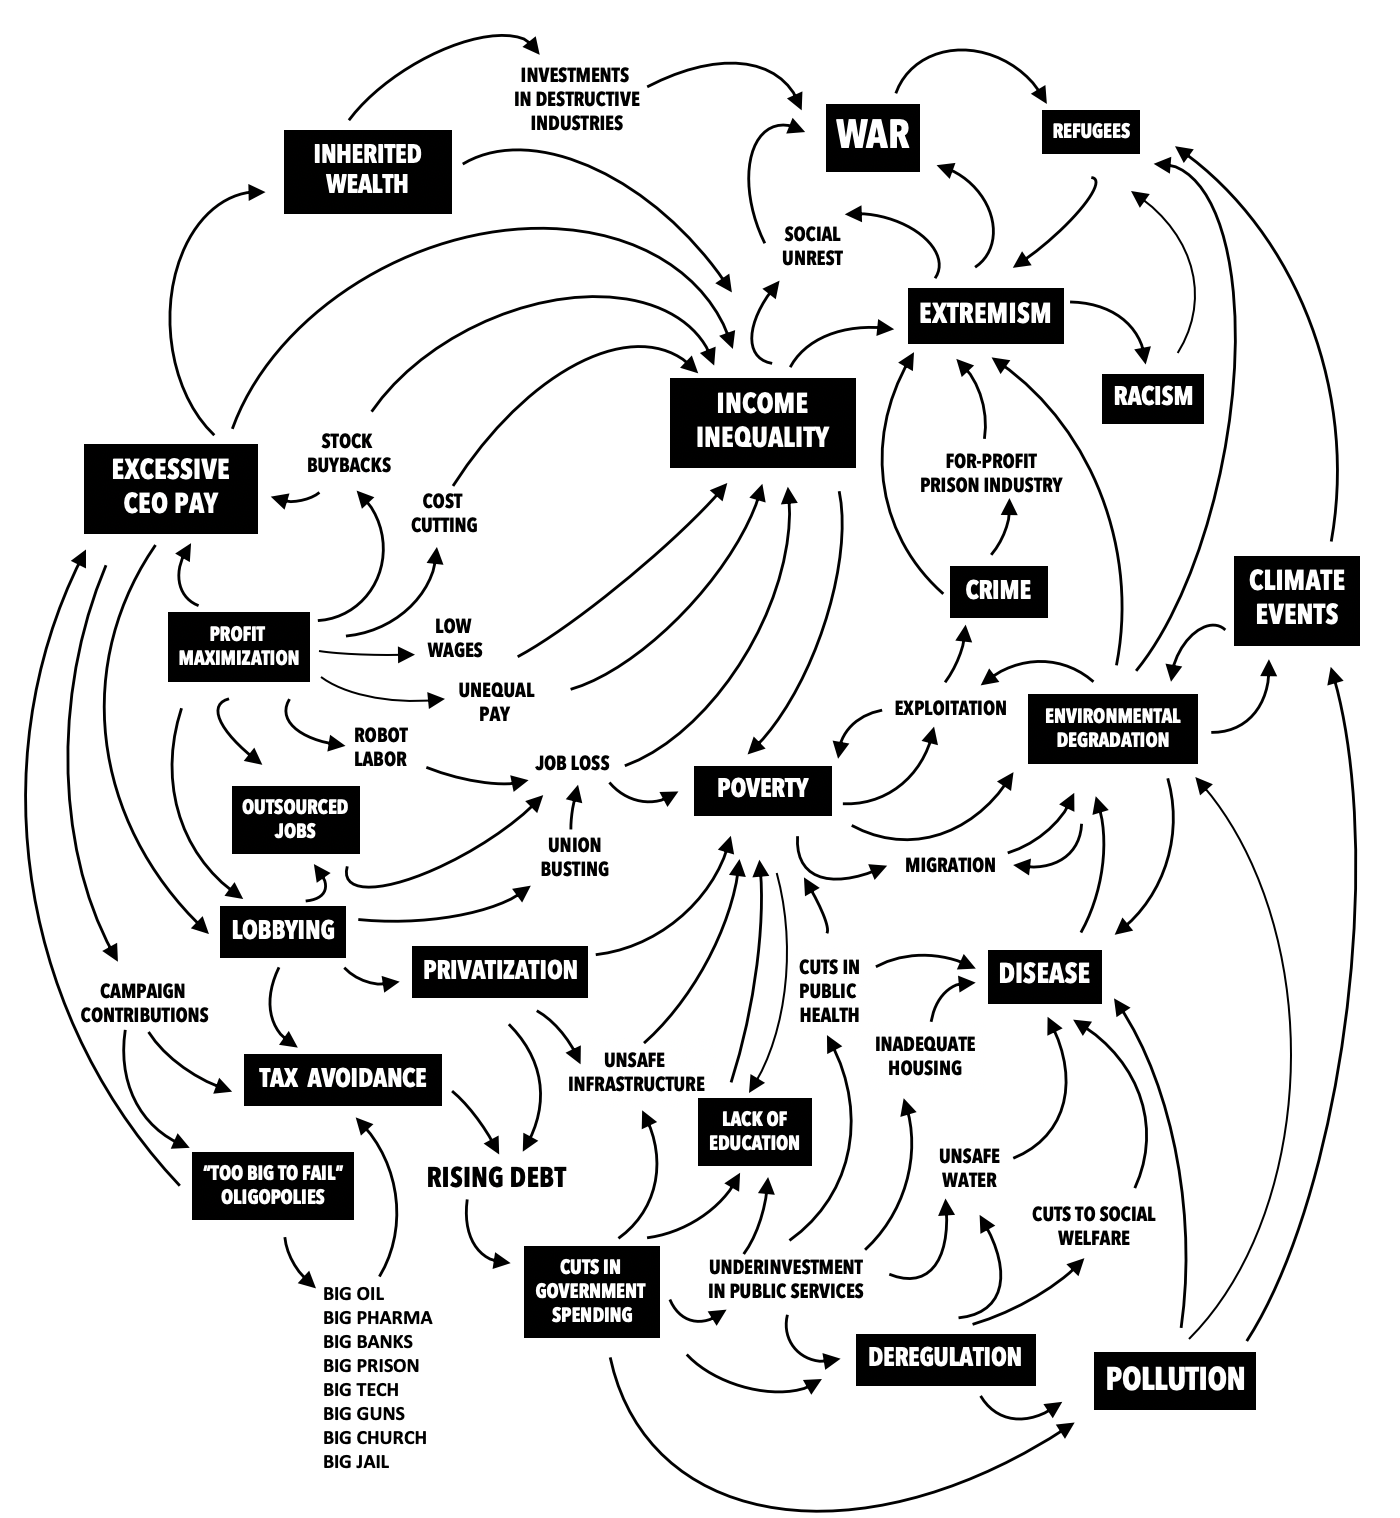 INVESTMENTS
IN DESTRUCTIVE
INDUSTRIES
WAR
REFUGEES
INHERITED
WEALTH
SOCIAL
UNREST
EXTREMISM
RACISM
INCOME
INEQUALITY
STOCK
BUYBACKS
EXCESSIVE
CEO PAY
COST
CUTTING
FOR-PROFIT
PRISON INDUSTRY
CRIME
CLIMATE
EVENTS
PROFIT
MAXIMIZATION
LOW
WAGES
UNEQUAL
PAY
EXPLOITATION
ENVIRONMENTAL
DEGRADATION
ROBOT
LABOR
JOB LOSS
POVERTY
OUTSOURCED
JOBS
UNION
BUSTING
MIGRATION
LOBBYING
PRIVATIZATION
CUTS IN
PUBLIC
HEALTH
DISEASE
CAMPAIGN
CONTRIBUTIONS
INADEQUATE
HOUSING
TAX AVOIDANCE
UNSAFE
INFRASTRUCTURE
LACK OF
EDUCATION
"TOO BIG TO FAIL"
OLIGOPOLIES
RISING DEBT
UNSAFE
WATER
CUTS TO SOCIAL
WELFARE
CUTS IN
GOVERNMENT
SPENDING
UNDERINVESTMENT
IN PUBLIC SERVICES
BIG OIL
BIG PHARMA
BIG BANKS
BIG PRISON
BIG TECH
BIG GUNS
BIG CHURCH
BIG JAIL
DEREGULATION
POLLUTION